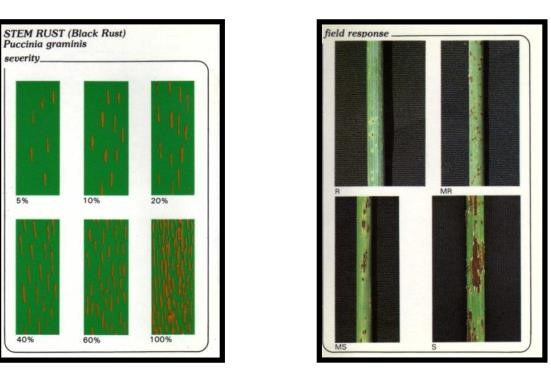 STEM RUST (Black Rust)
Puccinia graminis
severity
5%
10%
20%
40%
60%
100%
field response
R
MR
MS
S